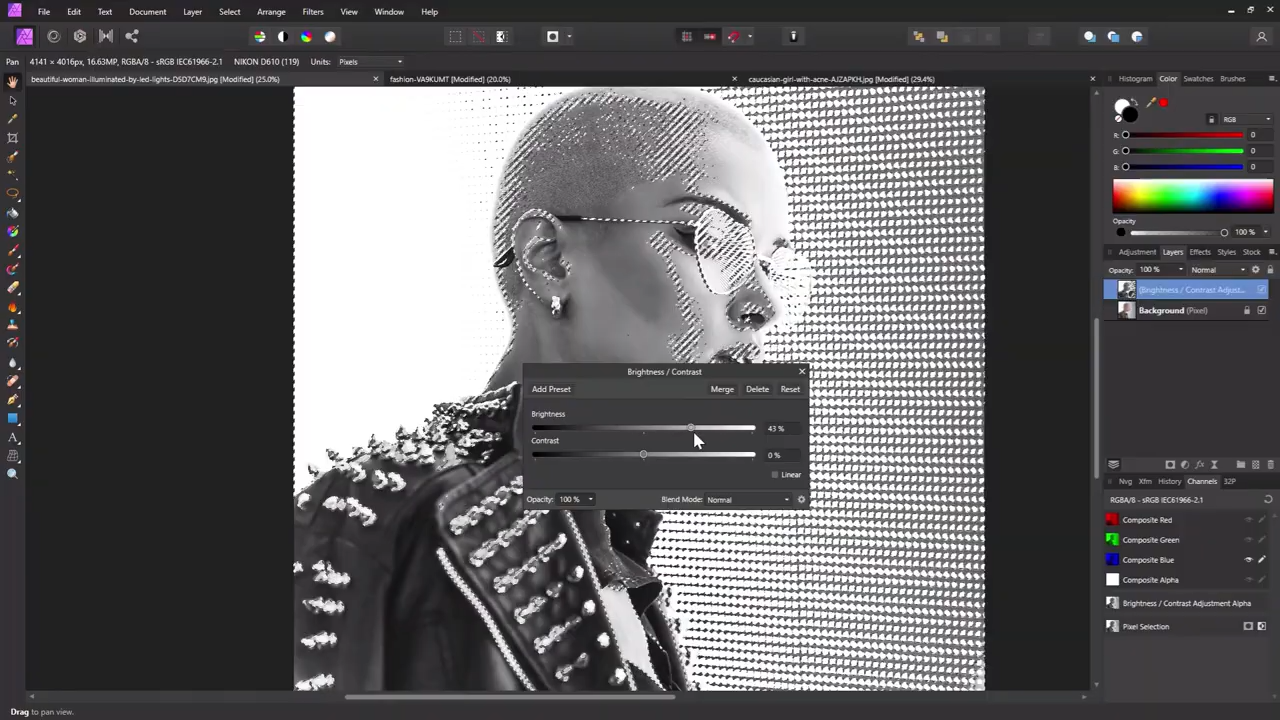 File Edit Text Document Layer Select Arrange Filters View Window Help
Pan 4141 × 4016px, 16.63MP, RGBA/8 - sRGB IEC61966-2.1 NIKON D610 (119) Units: Pixels
beautiful-woman-illuminated-by-led-lights-D5D7CM9.jpg [Modified] (25.0%) fashion-VA9KUMT [Modified] (20.0%) caucasian-girl-with-acne-AJZAPKH.jpg [Modified] (29.4%)
Histogram Color Swatches Brushes
RGB
R: 0
G: 0
B: 0
Opacity
100 %
Adjustment Layers Effects Styles Stock
Opacity: 100 % Normal
(Brightness / Contrast Adjust...
Background (Pixel)
Brightness / Contrast
Add Preset Merge Delete Reset
Brightness
43 %
Contrast
0 %
Linear
Opacity: 100 % Blend Mode: Normal
Nvg Xfm History Channels 32P
RGBA/8 - sRGB IEC61966-2.1
Composite Red
Composite Green
Composite Blue
Composite Alpha
Brightness / Contrast Adjustment Alpha
Pixel Selection
Drag to pan view.